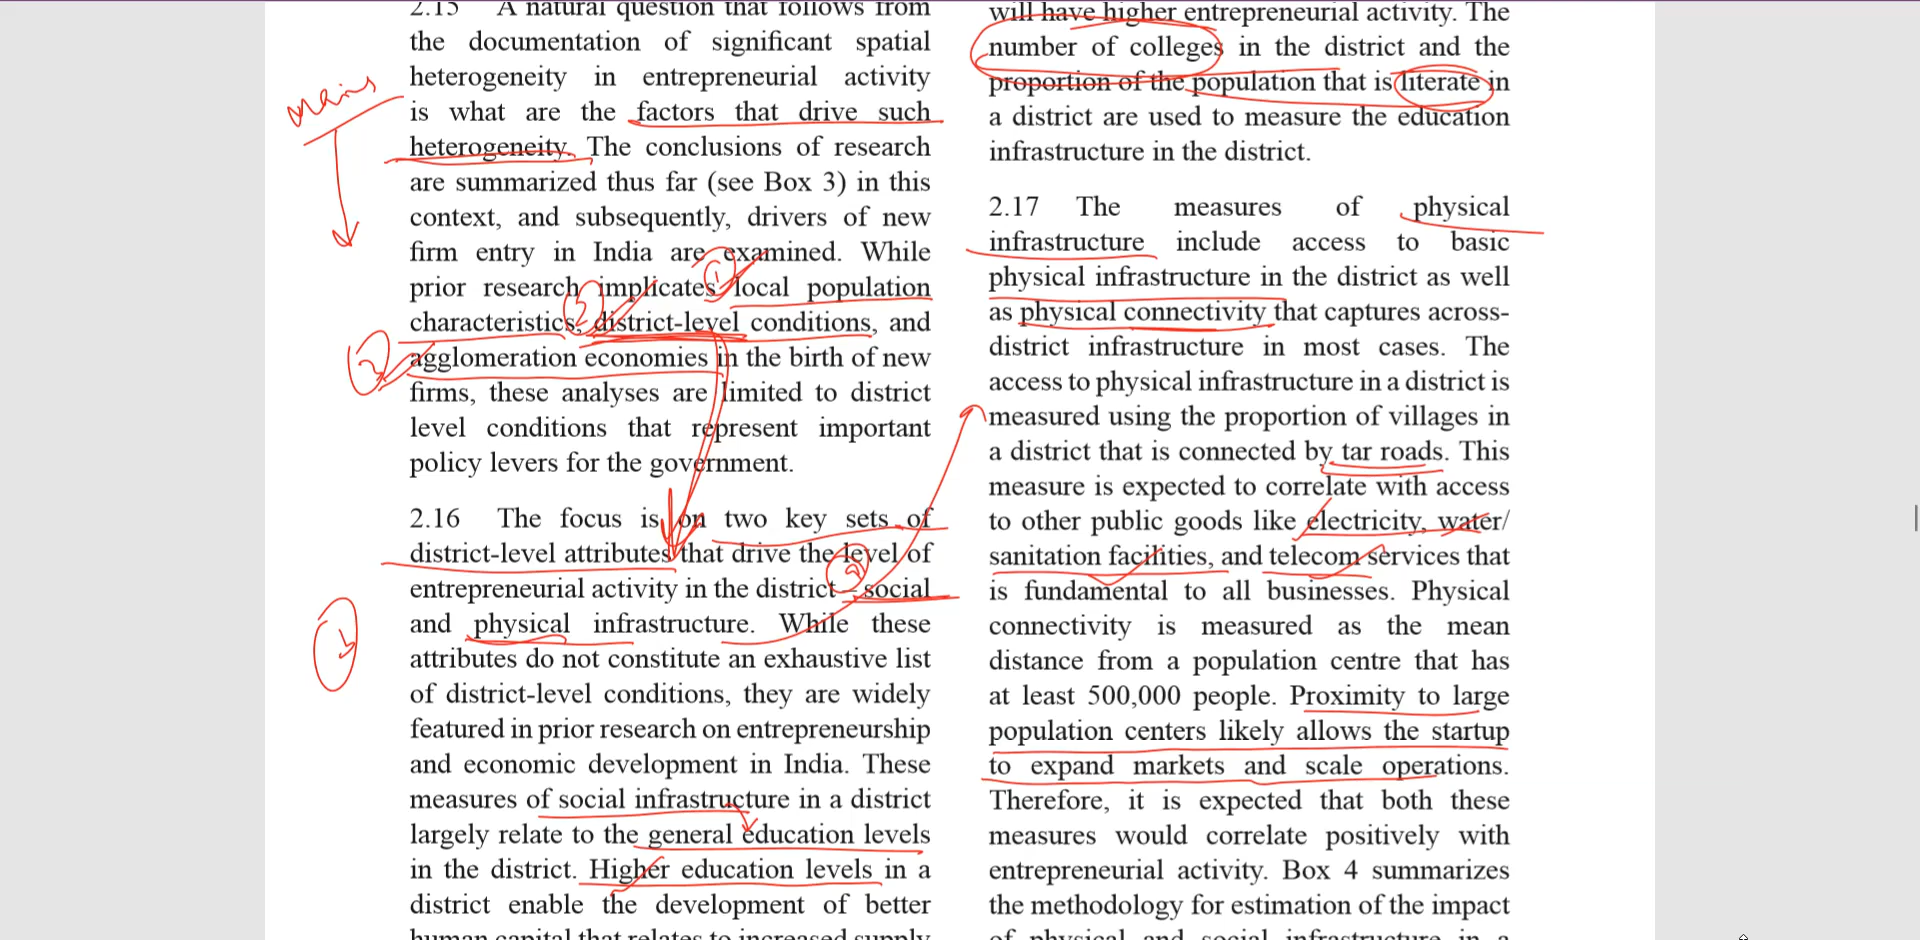 2.15 A natural question that follows from
the documentation of significant spatial
heterogeneity in entrepreneurial activity
is what are the factors that drive such
heterogeneity. The conclusions of research
are summarized thus far (see Box 3) in this
context, and subsequently, drivers of new
firm entry in India are examined. While
prior research implicates local population
characteristics, district-level conditions, and
agglomeration economies in the birth of new
firms, these analyses are limited to district
level conditions that represent important
policy levers for the government.
2.16 The focus is on two key sets of
district-level attributes that drive the level of
entrepreneurial activity in the district – social
and physical infrastructure. While these
attributes do not constitute an exhaustive list
of district-level conditions, they are widely
featured in prior research on entrepreneurship
and economic development in India. These
measures of social infrastructure in a district
largely relate to the general education levels
in the district. Higher education levels in a
district enable the development of better
human capital that relates to increased supply
mains
1
2
3
will have higher entrepreneurial activity. The
number of colleges in the district and the
proportion of the population that is literate in
a district are used to measure the education
infrastructure in the district.
2.17 The measures of physical
infrastructure include access to basic
physical infrastructure in the district as well
as physical connectivity that captures across-
district infrastructure in most cases. The
access to physical infrastructure in a district is
measured using the proportion of villages in
a district that is connected by tar roads. This
measure is expected to correlate with access
to other public goods like electricity, water/
sanitation facilities, and telecom services that
is fundamental to all businesses. Physical
connectivity is measured as the mean
distance from a population centre that has
at least 500,000 people. Proximity to large
population centers likely allows the startup
to expand markets and scale operations.
Therefore, it is expected that both these
measures would correlate positively with
entrepreneurial activity. Box 4 summarizes
the methodology for estimation of the impact
of physical and social infrastructure in a